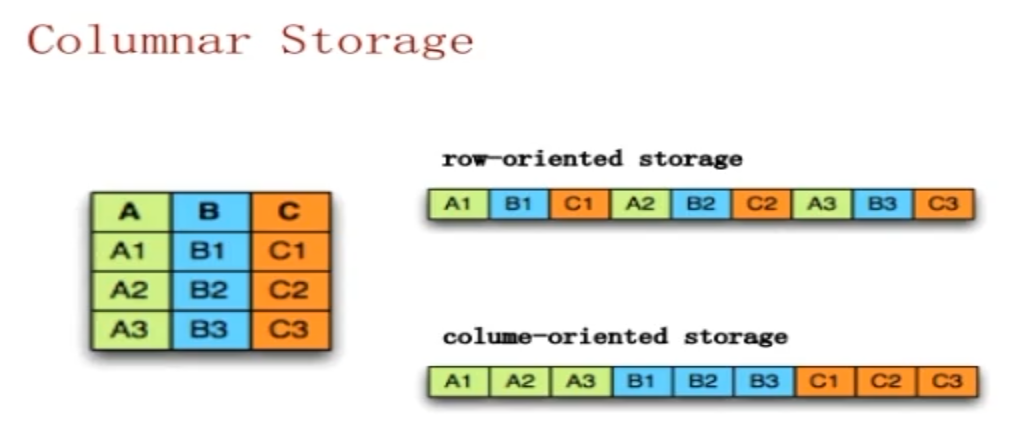 Columnar Storage
row-oriented storage
A1 B1 C1 A2 B2 C2 A3 B3 C3
A B C
A1 B1 C1
A2 B2 C2
A3 B3 C3
colume-oriented storage
A1 A2 A3 B1 B2 B3 C1 C2 C3